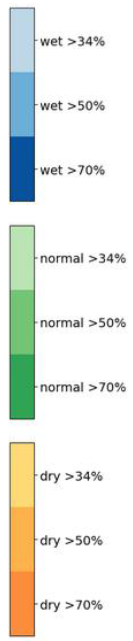 wet >34%
wet >50%
wet >70%
normal >34%
normal >50%
normal >70%
dry >34%
dry >50%
dry >70%